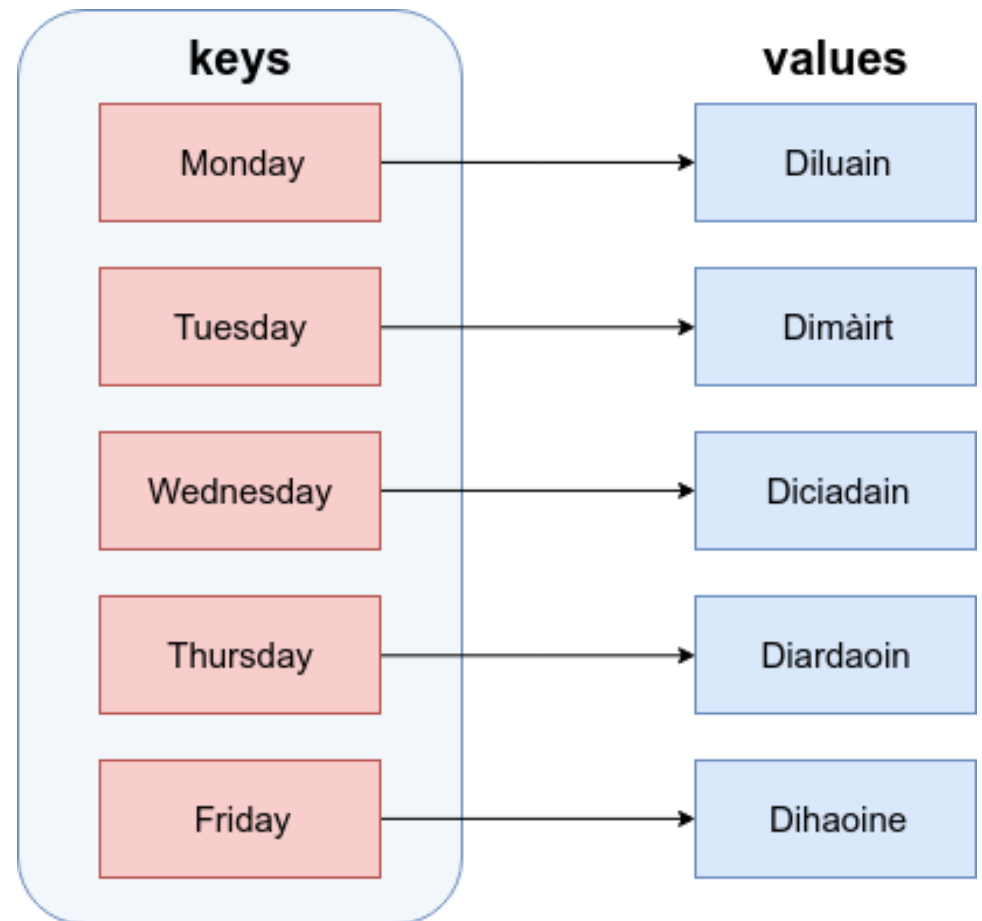 keys values
Monday Diluain
Tuesday Dimàirt
Wednesday Diciadain
Thursday Diardaoin
Friday Dihaoine